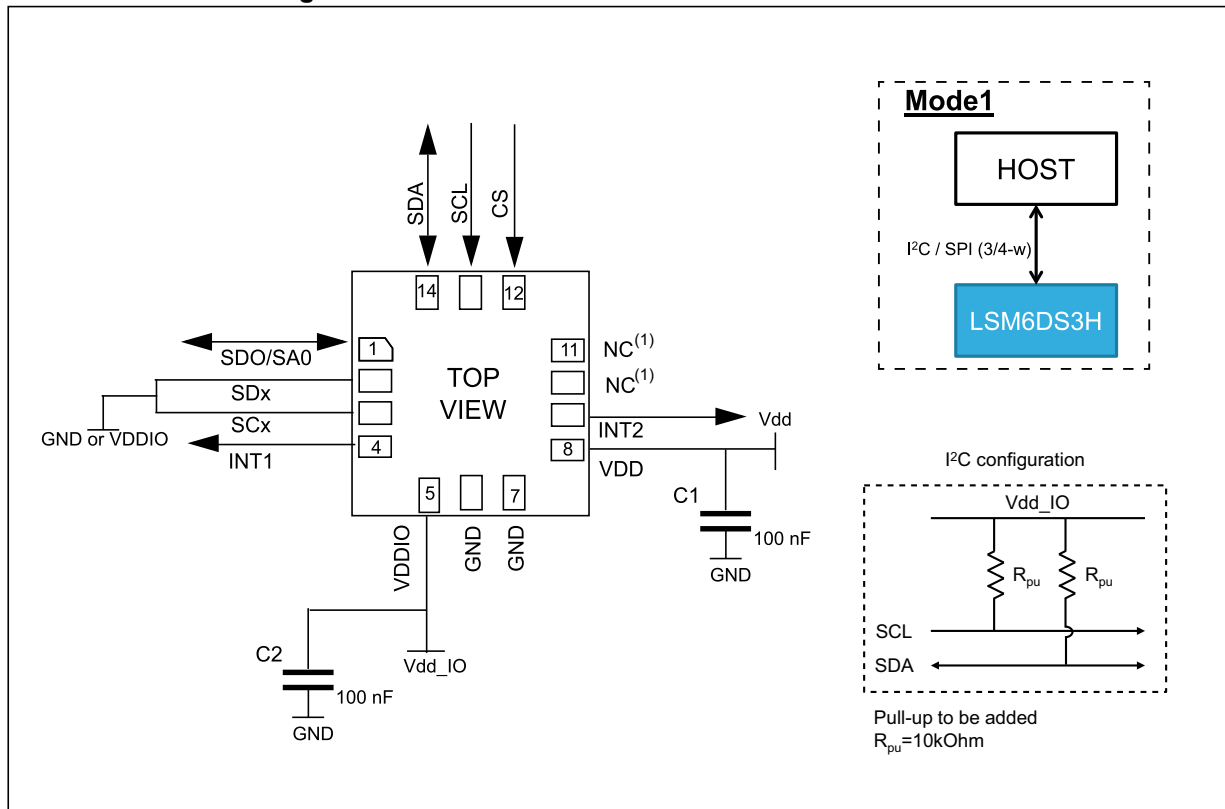 g
SDA
SCL
CS
14
12
1
SDO/SA0
SDx
SCx
GND or VDDIO
4
INT1
TOP
VIEW
11
NC(1)
NC(1)
INT2
8
VDD
Vdd
5
7
VDDIO
GND
GND
C1
100 nF
GND
C2
100 nF
GND
Vdd_IO
Mode1
HOST
I²C / SPI (3/4-w)
LSM6DS3H
I²C configuration
Vdd_IO
Rpu
Rpu
SCL
SDA
Pull-up to be added
Rpu=10kOhm